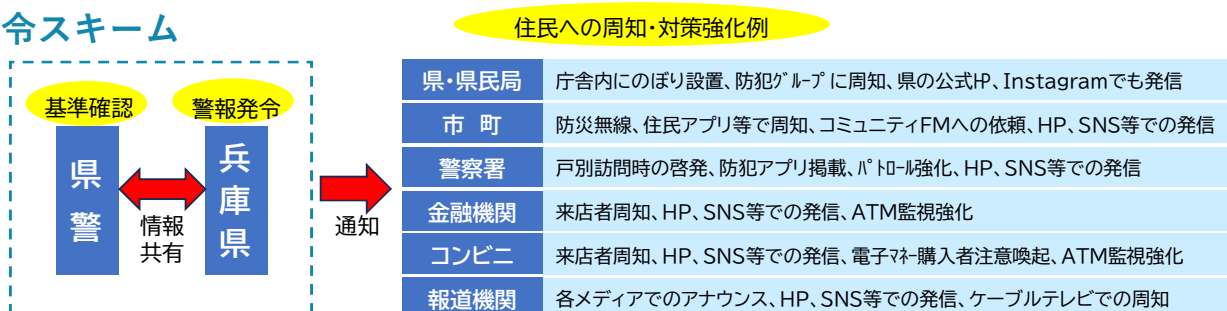 令スキーム
住民への周知・対策強化例
基準確認
警報発令
県警
兵庫県
情報
共有
通知
県・県民局 庁舎内にのぼり設置、防犯ｸﾞﾙｰﾌﾟに周知、県の公式HP、Instagramでも発信
市　町 防災無線、住民アプリ等で周知、コミュニティFMへの依頼、HP、SNS等での発信
警察署 戸別訪問時の啓発、防犯アプリ掲載、ﾊﾟﾄﾛｰﾙ強化、HP、SNS等での発信
金融機関 来店者周知、HP、SNS等での発信、ATM監視強化
コンビニ 来店者周知、HP、SNS等での発信、電子ﾏﾈｰ購入者注意喚起、ATM監視強化
報道機関 各メディアでのアナウンス、HP、SNS等での発信、ケーブルテレビでの周知